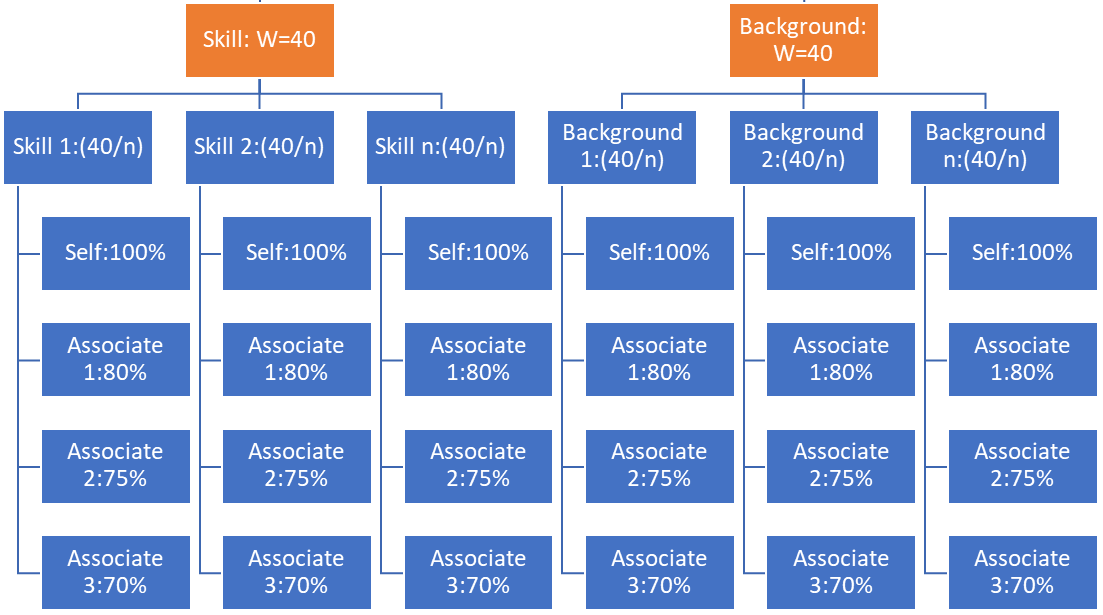 Skill: W=40
Background:
W=40
Skill 1:(40/n)
Skill 2:(40/n)
Skill n:(40/n)
Background
1:(40/n)
Background
2:(40/n)
Background
n:(40/n)
Self:100%
Self:100%
Self:100%
Self:100%
Self:100%
Self:100%
Associate
1:80%
Associate
1:80%
Associate
1:80%
Associate
1:80%
Associate
1:80%
Associate
1:80%
Associate
2:75%
Associate
2:75%
Associate
2:75%
Associate
2:75%
Associate
2:75%
Associate
2:75%
Associate
3:70%
Associate
3:70%
Associate
3:70%
Associate
3:70%
Associate
3:70%
Associate
3:70%